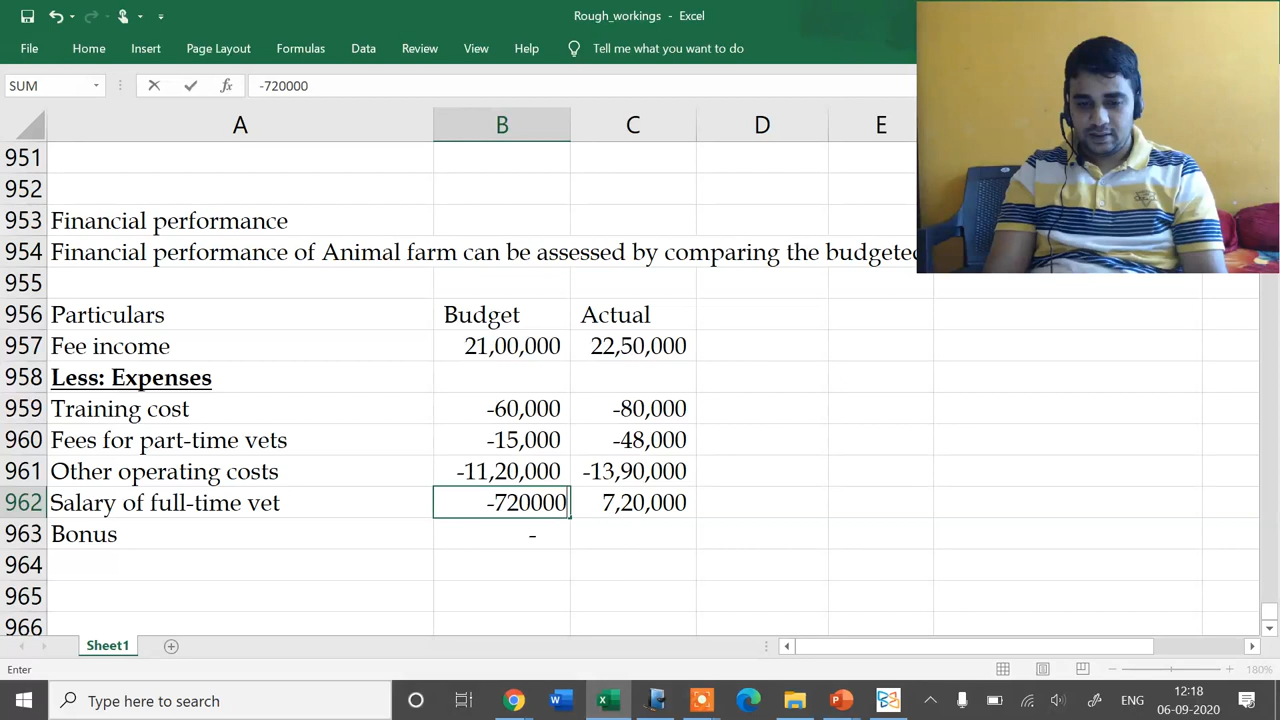 Rough_workings - Excel
File Home Insert Page Layout Formulas Data Review View Help Tell me what you want to do
SUM fx -720000
A B C D E
951
952
953 Financial performance
954 Financial performance of Animal farm can be assessed by comparing the budgeted
955
956 Particulars Budget Actual
957 Fee income 21,00,000 22,50,000
958 Less: Expenses
959 Training cost -60,000 -80,000
960 Fees for part-time vets -15,000 -48,000
961 Other operating costs -11,20,000 -13,90,000
962 Salary of full-time vet -720000 7,20,000
963 Bonus -
964
965
966
Sheet1
Enter 180%
Type here to search ENG 12:18
06-09-2020